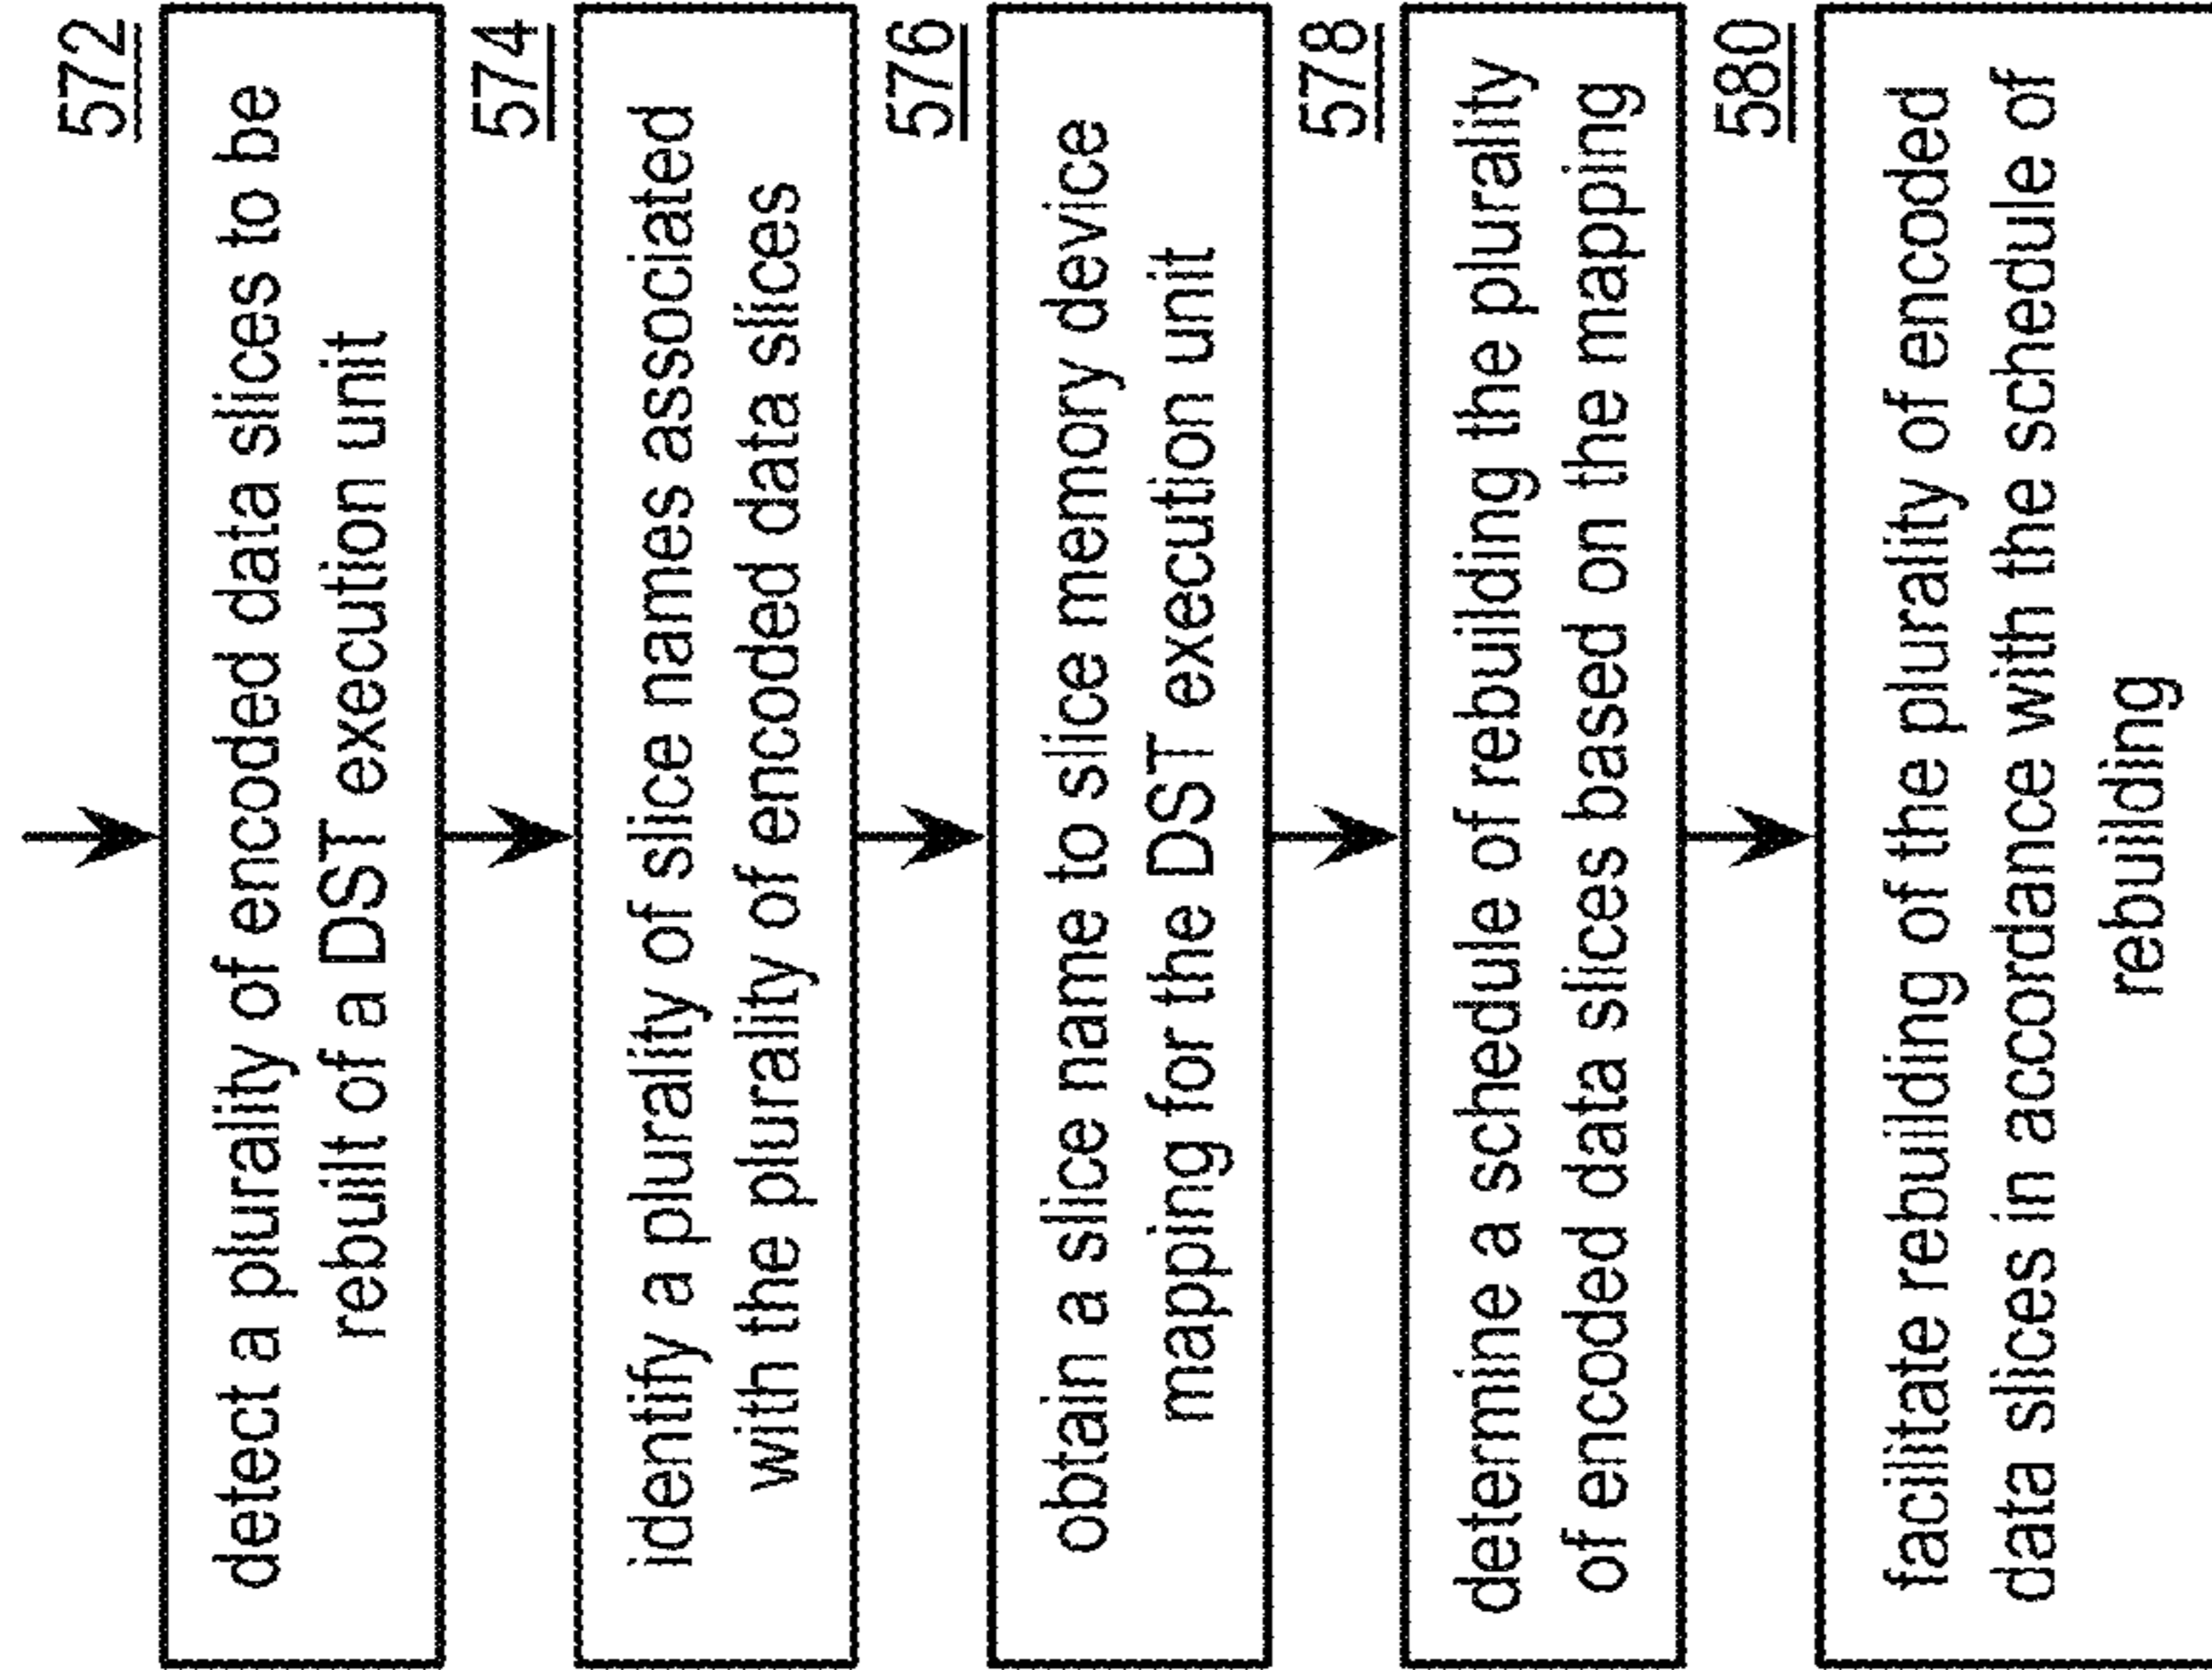 572
detect a plurality of encoded data slices to be
rebuilt of a DST execution unit
574
identify a plurality of slice names associated
with the plurality of encoded data slices
576
obtain a slice name to slice memory device
mapping for the DST execution unit
578
determine a schedule of rebuilding the plurality
of encoded data slices based on the mapping
580
facilitate rebuilding of the plurality of encoded
data slices in accordance with the schedule of
rebuilding